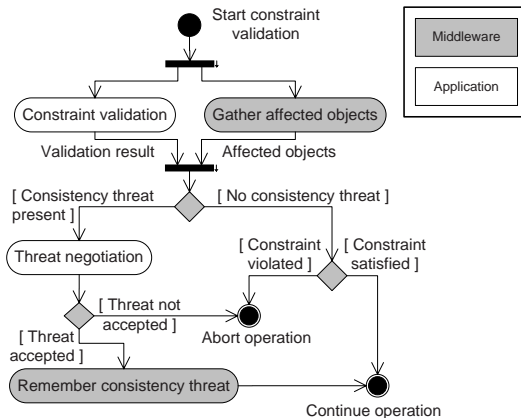 Start constraint
validation
Middleware
Application
Constraint validation
Gather affected objects
Validation result
Affected objects
[ Consistency threat
present ]
[ No consistency threat ]
Threat negotiation
[ Constraint
violated ]
[ Constraint
satisfied ]
[ Threat not
accepted ]
Abort operation
[ Threat
accepted ]
Remember consistency threat
Continue operation